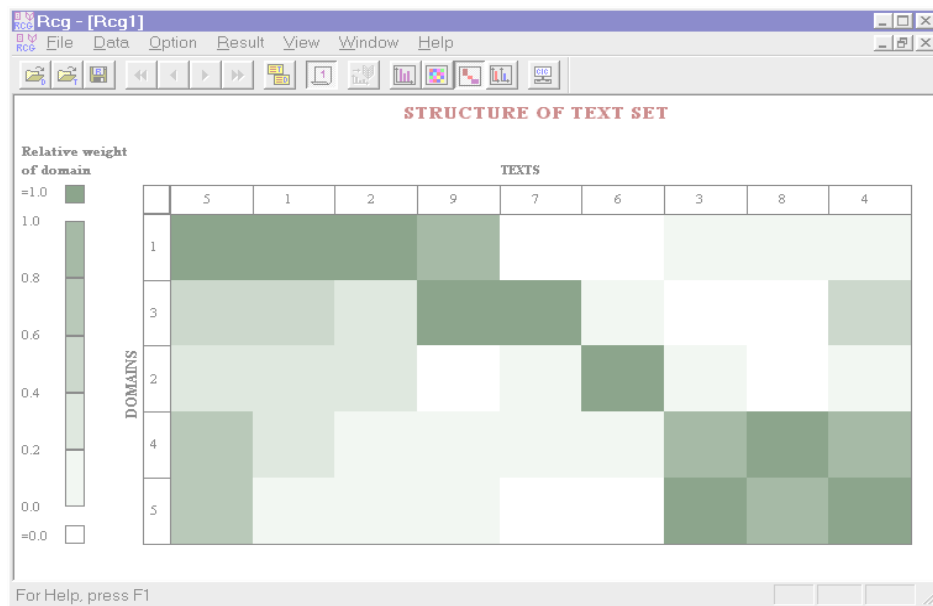 Rcg - [Rcg1]
RCG File Data Option Result View Window Help
STRUCTURE OF TEXT SET
Relative weight
of domain
TEXTS
=1.0
5 1 2 9 7 6 3 8 4
1.0
1
0.8
3
0.6
DOMAINS
2
0.4
4
0.2
5
0.0
=0.0
For Help, press F1